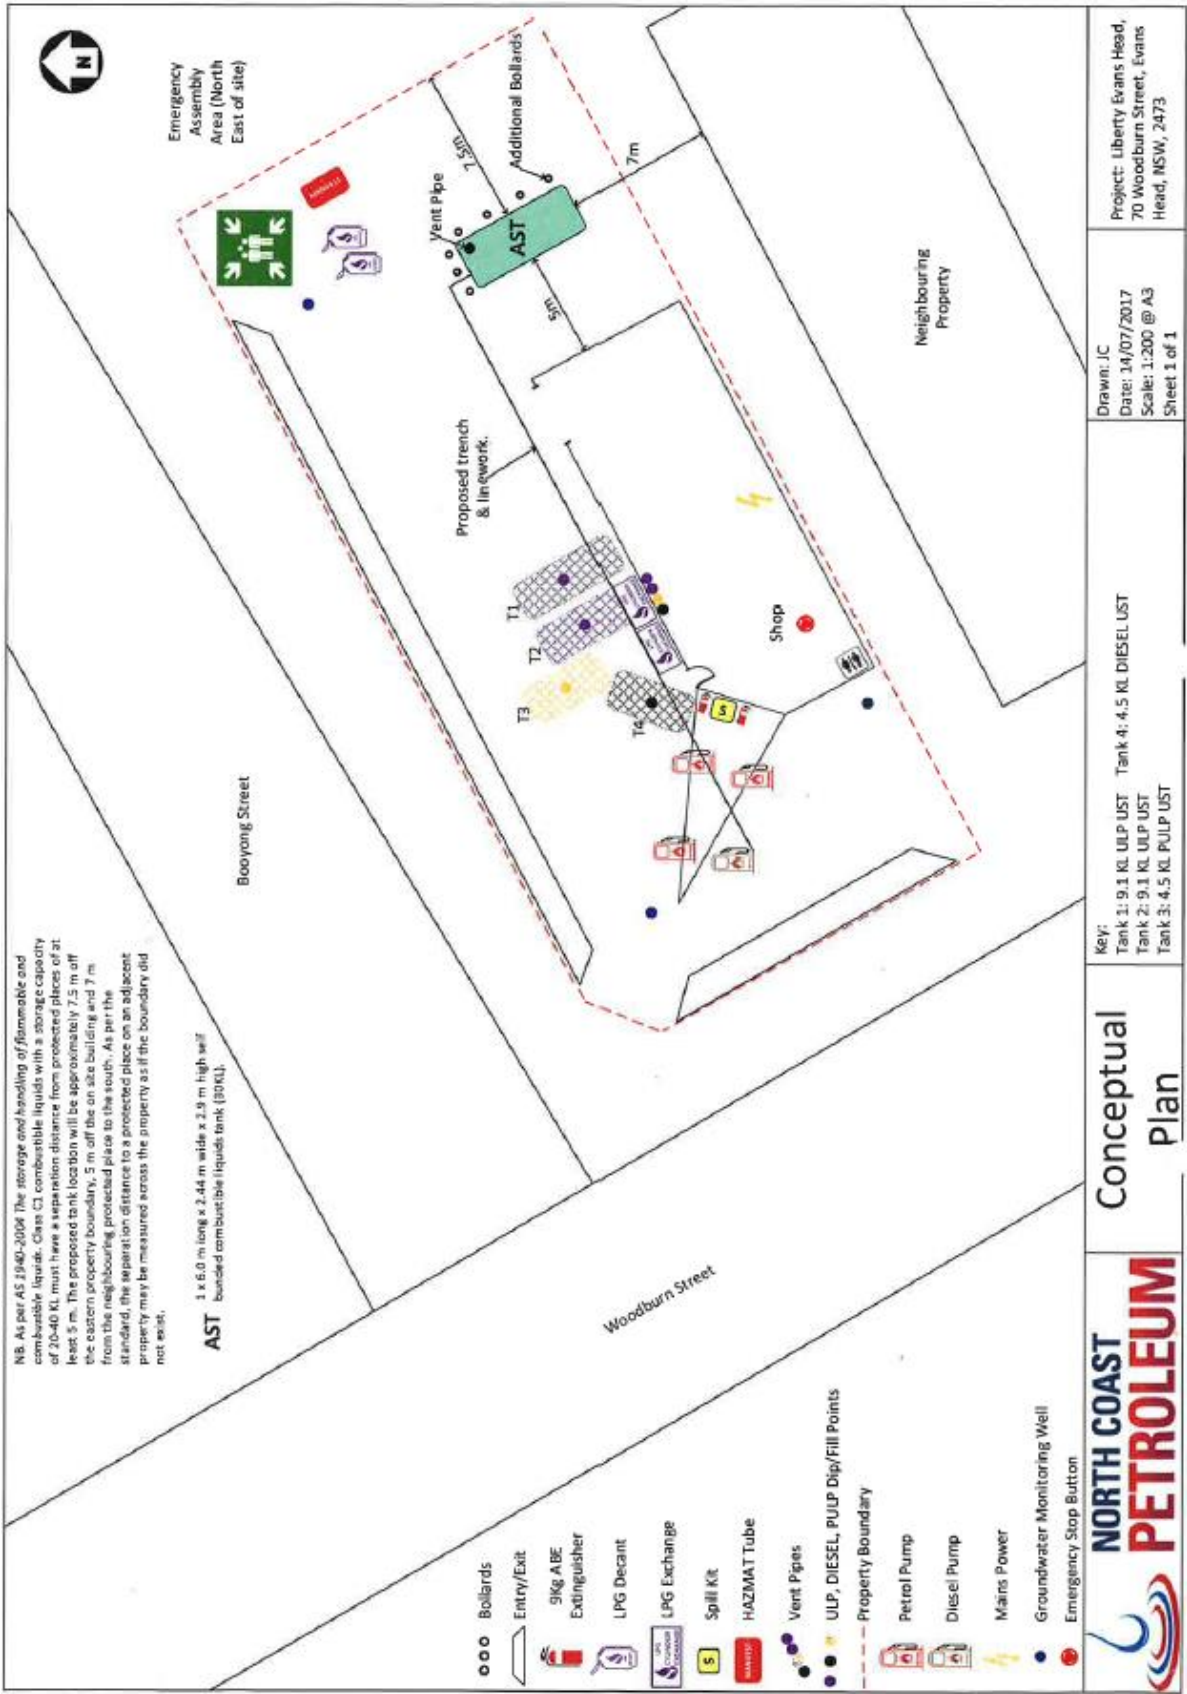 NB. As per AS 1940-2004 The storage and handling of flammable and
combustible liquids. Class C1 combustible liquids with a storage capacity
of 20-40 KL must have a separation distance from protected places of at
least 5 m. The proposed tank location will be approximately 7.5 m off
the eastern property boundary, 5 m off the on site building and 7 m
from the neighbouring protected place to the south. As per the
standard, the separation distance to a protected place on an adjacent
property may be measured across the property as if the boundary did
not exist.
AST
1 x 6.0 m long x 2.44 m wide x 2.9 m high self
bunded combustible liquids tank (30KL).
N
Emergency
Assembly
Area (North
East of site)
Booyong Street
Woodburn Street
Vent Pipe
7.5m
Additional Bollards
AST
5m
7m
Proposed trench
& linework.
T1
T2
T3
T4
S
Shop
Neighbouring
Property
Bollards
Entry/Exit
9Kg ABE
Extinguisher
LPG Decant
LPG Exchange
S
Spill Kit
HAZMAT Tube
Vent Pipes
ULP, DIESEL, PULP Dip/Fill Points
Property Boundary
Petrol Pump
Diesel Pump
Mains Power
Groundwater Monitoring Well
Emergency Stop Button
NORTH COAST
PETROLEUM
Conceptual
Plan
Key:
Tank 1: 9.1 KL ULP UST Tank 4: 4.5 KL DIESEL UST
Tank 2: 9.1 KL ULP UST
Tank 3: 4.5 KL PULP UST
Drawn: JC
Date: 14/07/2017
Scale: 1:200 @ A3
Sheet 1 of 1
Project: Liberty Evans Head,
70 Woodburn Street, Evans
Head, NSW, 2473